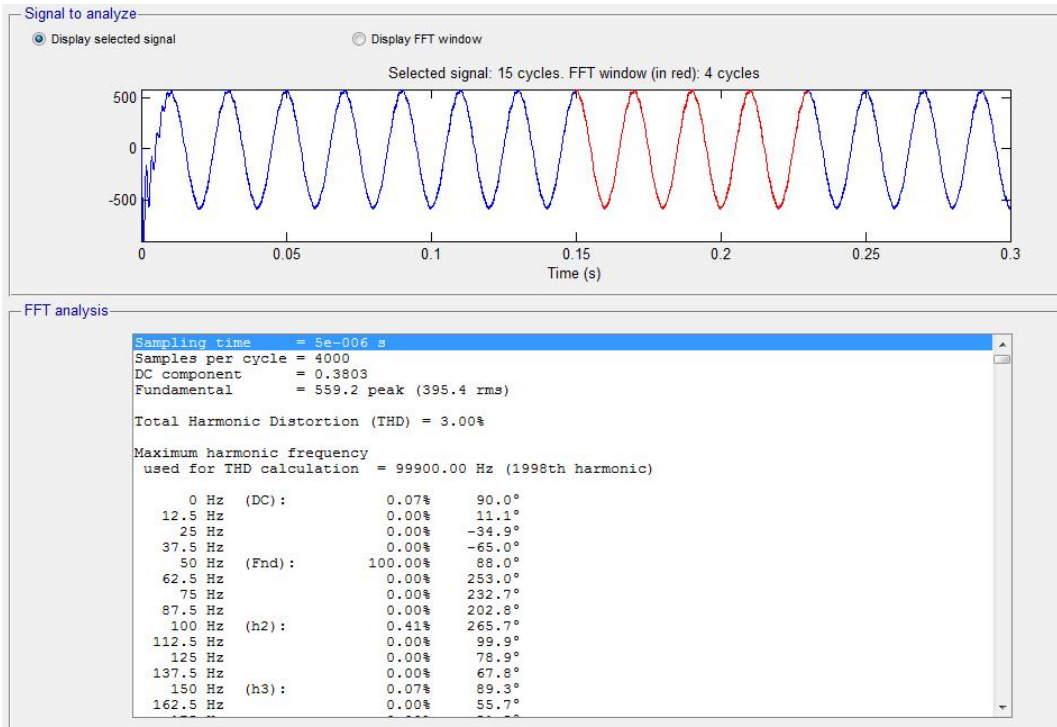 Signal to analyze
Display selected signal Display FFT window
Selected signal: 15 cycles. FFT window (in red): 4 cycles
500
0
-500
0 0.05 0.1 0.15 0.2 0.25 0.3
Time (s)
FFT analysis
Sampling time = 5e-006 s
Samples per cycle = 4000
DC component = 0.3803
Fundamental = 559.2 peak (395.4 rms)
Total Harmonic Distortion (THD) = 3.00%
Maximum harmonic frequency
used for THD calculation = 99900.00 Hz (1998th harmonic)
0 Hz (DC): 0.07% 90.0°
12.5 Hz 0.00% 11.1°
25 Hz 0.00% -34.9°
37.5 Hz 0.00% -65.0°
50 Hz (Fnd): 100.00% 88.0°
62.5 Hz 0.00% 253.0°
75 Hz 0.00% 232.7°
87.5 Hz 0.00% 202.8°
100 Hz (h2): 0.41% 265.7°
112.5 Hz 0.00% 99.9°
125 Hz 0.00% 78.9°
137.5 Hz 0.00% 67.8°
150 Hz (h3): 0.07% 89.3°
162.5 Hz 0.00% 55.7°